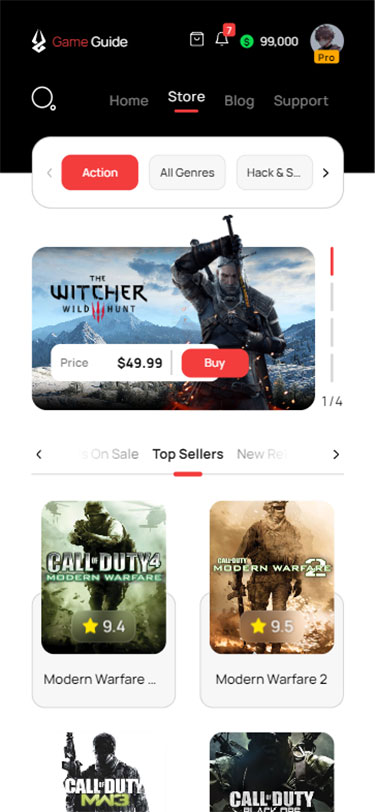 Game Guide
7
$ 99,000
Pro
Home Store Blog Support
Action All Genres Hack & S...
THE
WITCHER
WILD HUNT
Price $49.99 Buy
1 / 4
s On Sale Top Sellers New Rel
CALL OF DUTY 4
MODERN WARFARE
9.4
Modern Warfare ...
CALL OF DUTY
MODERN WARFARE 2
9.5
Modern Warfare 2
CALL OF DUTY
MW3
CALL OF DUTY
BLACK OPS